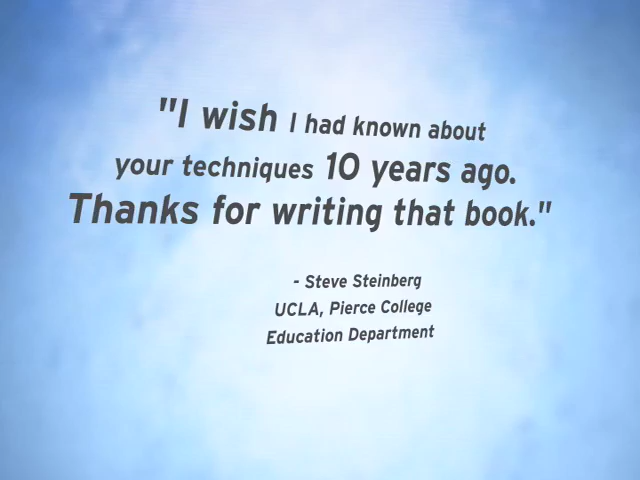 "I wish I had known about
your techniques 10 years ago.
Thanks for writing that book."
- Steve Steinberg
UCLA, Pierce College
Education Department